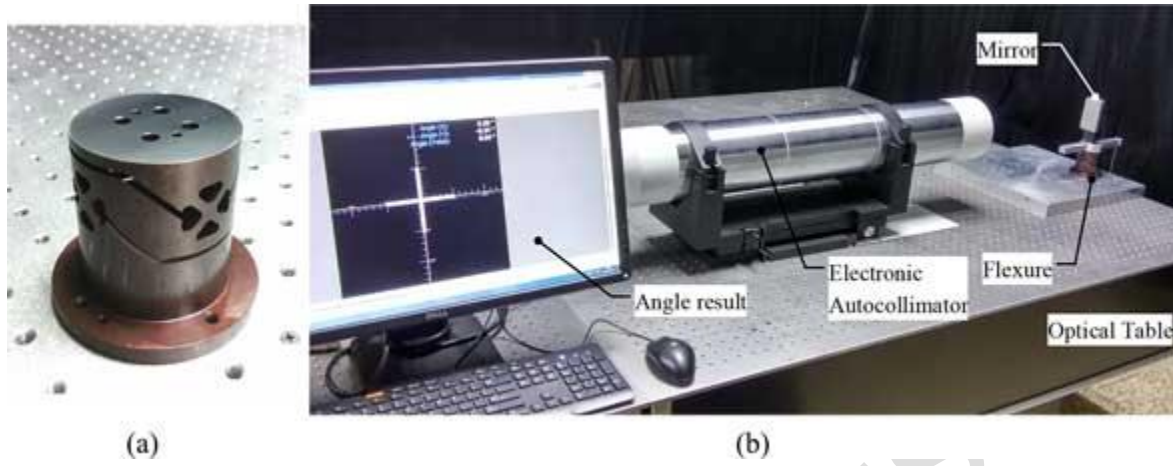 Mirror
Angle result
Electronic
Autocollimator
Flexure
Optical Table
(a)
(b)